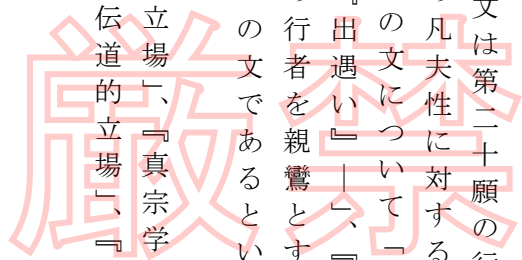 文は第二十願の行
の凡夫性に対する
の文について「
『出遇い』―」、『
行者を親鸞とす
の文であるとい
立場」、『真宗学
伝道的立場」、『
厳禁